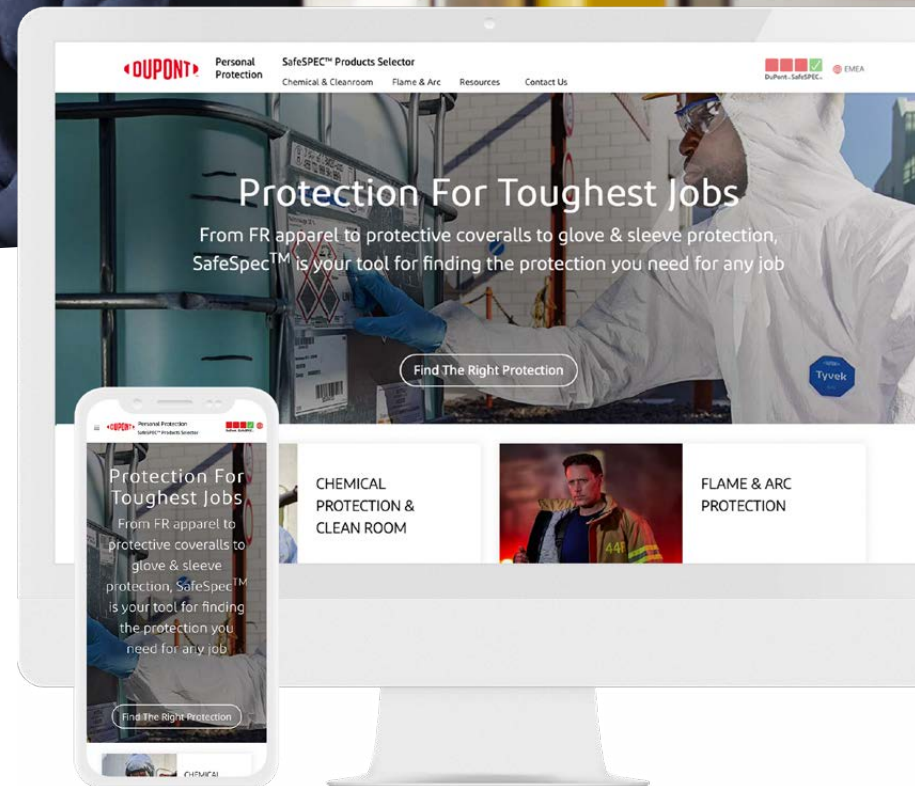 DUPONT
Personal
Protection
SafeSPEC™ Products Selector
Chemical & Cleanroom Flame & Arc Resources Contact Us
DuPont™ SafeSPEC™
EMEA
Protection For Toughest Jobs
From FR apparel to protective coveralls to glove & sleeve protection,
SafeSpec™ is your tool for finding the protection you need for any job
Find The Right Protection
Tyvek
CHEMICAL
PROTECTION &
CLEAN ROOM
441
FLAME & ARC
PROTECTION
DUPONT
Personal Protection
SafeSPEC™ Products Selector
Protection For
Toughest Jobs
From FR apparel to
protective coveralls to
glove & sleeve
protection, SafeSpec™
is your tool for finding
the protection you
need for any job
Find The Right Protection
CHEMICAL